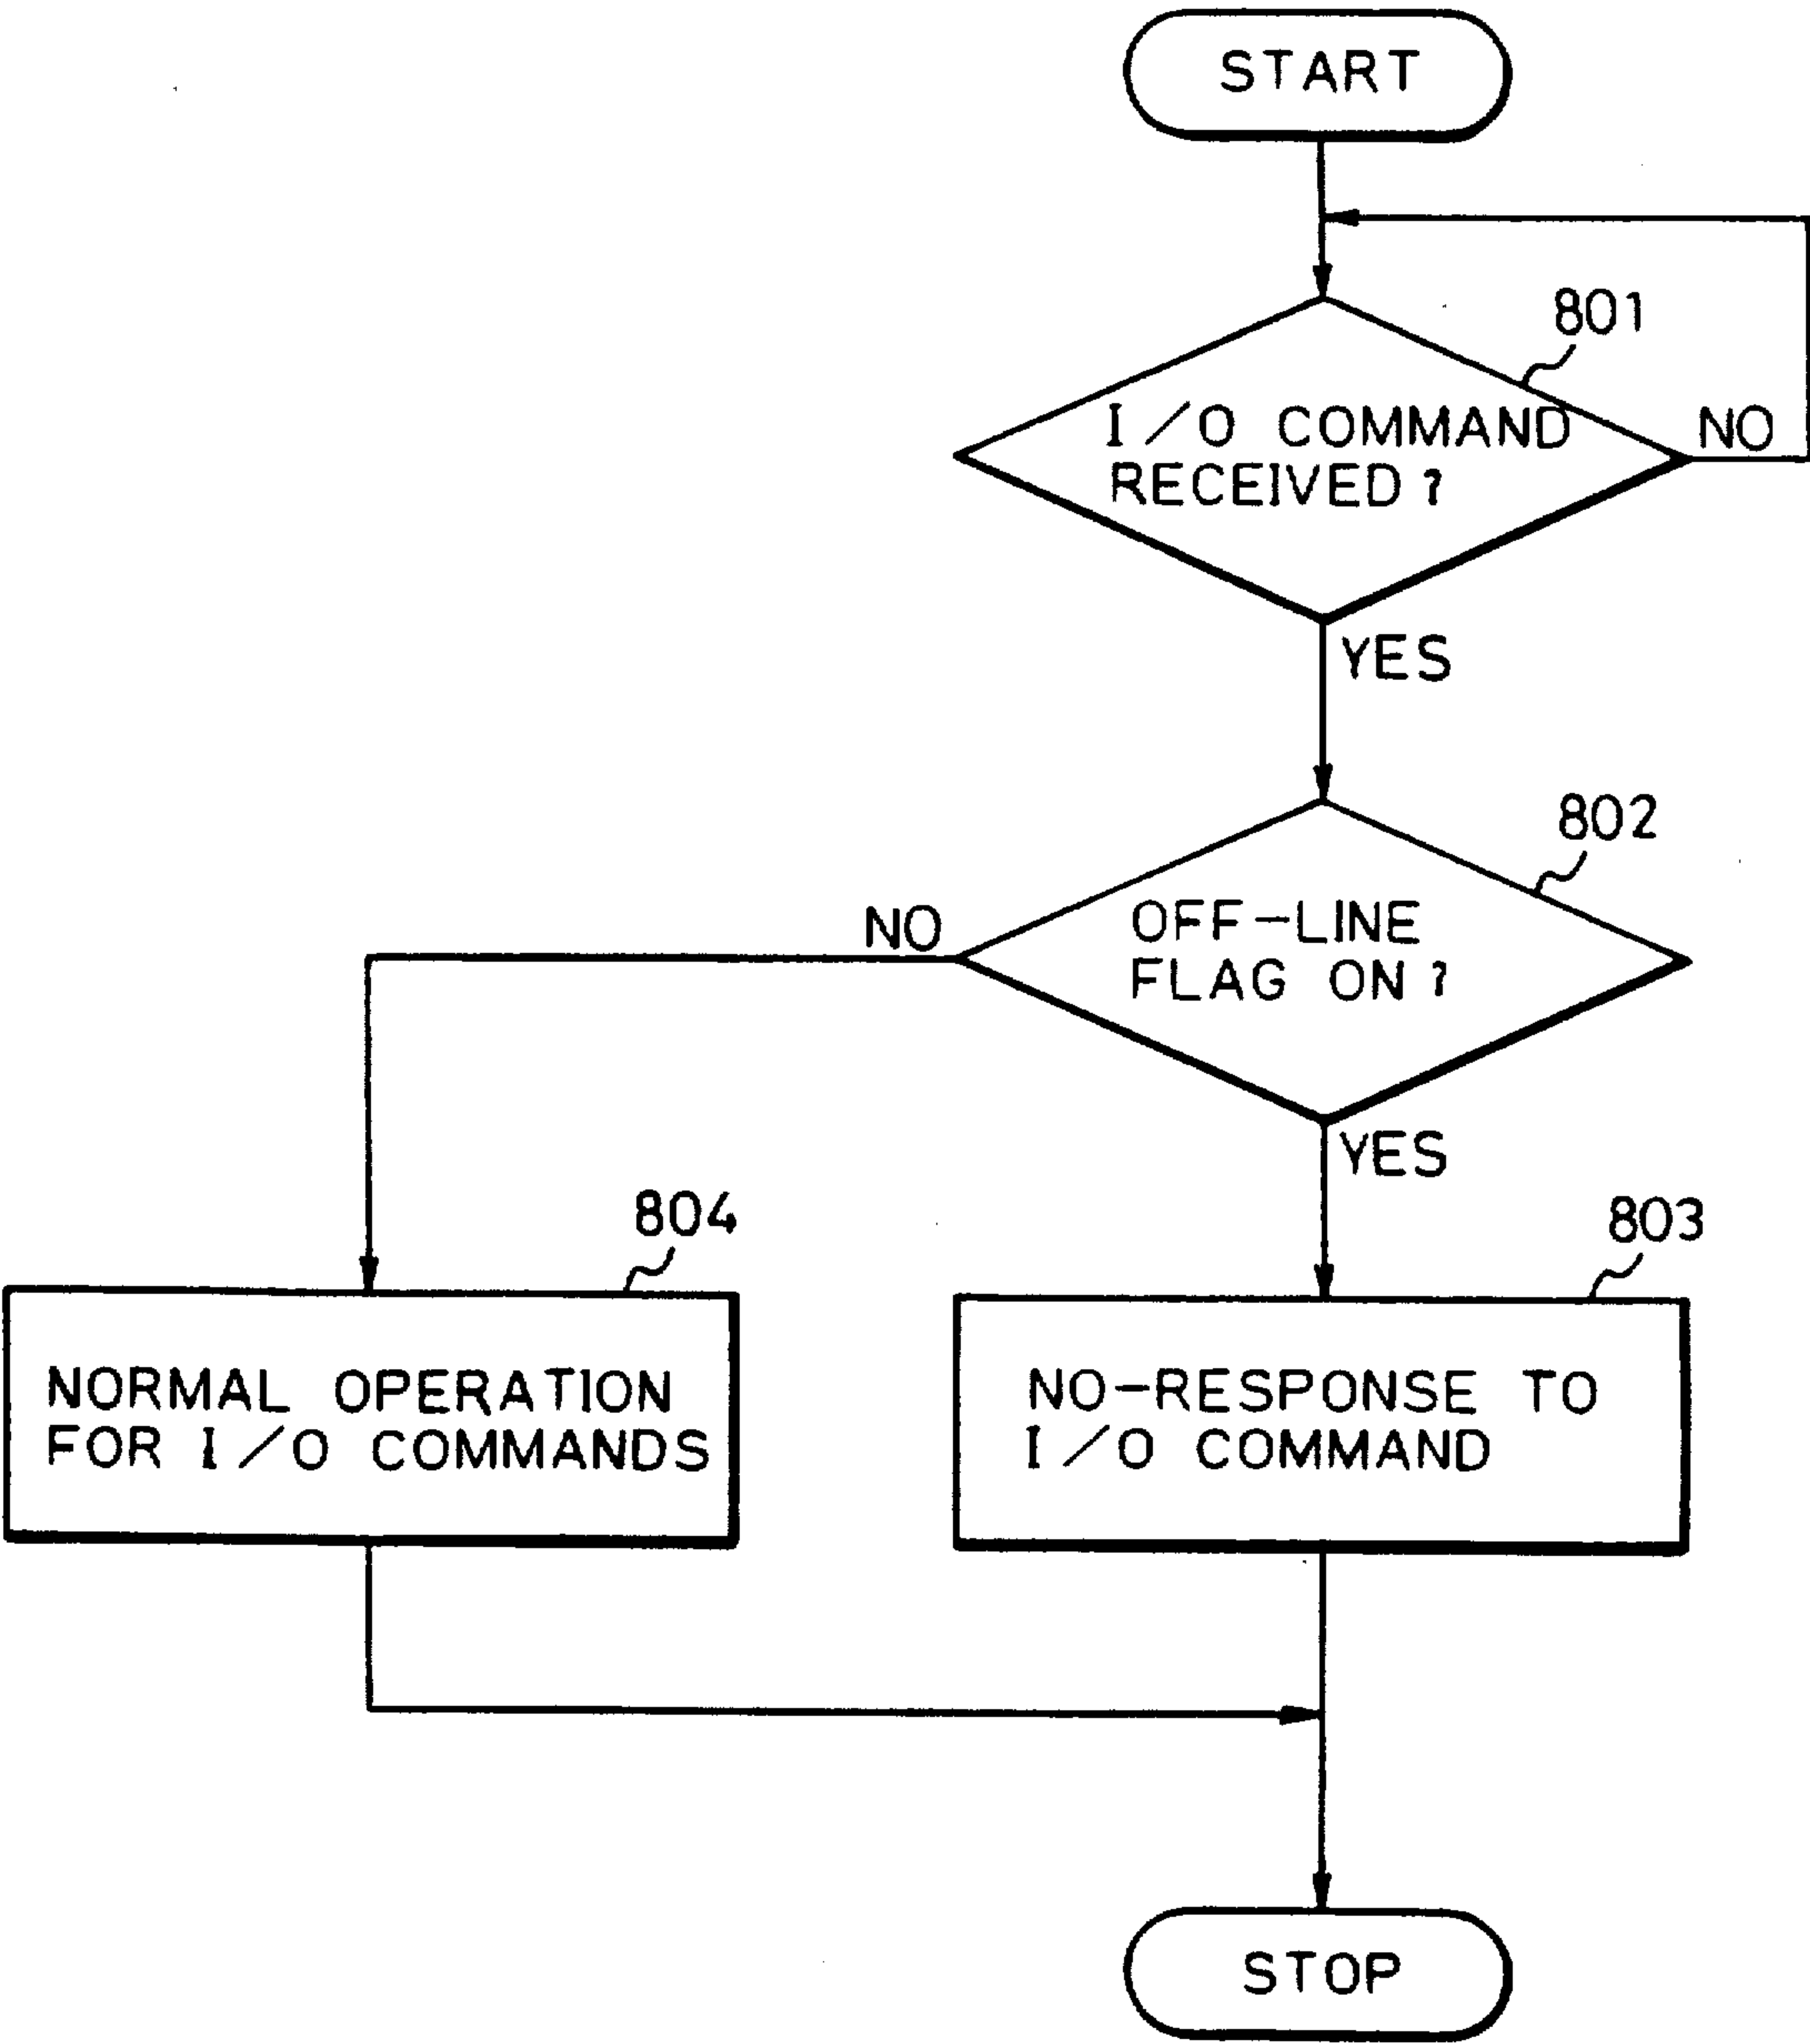 START
801
I/O COMMAND
RECEIVED?
NO
YES
802
OFF-LINE
FLAG ON?
NO
YES
804
803
NORMAL OPERATION
FOR I/O COMMANDS
NO-RESPONSE TO
I/O COMMAND
STOP